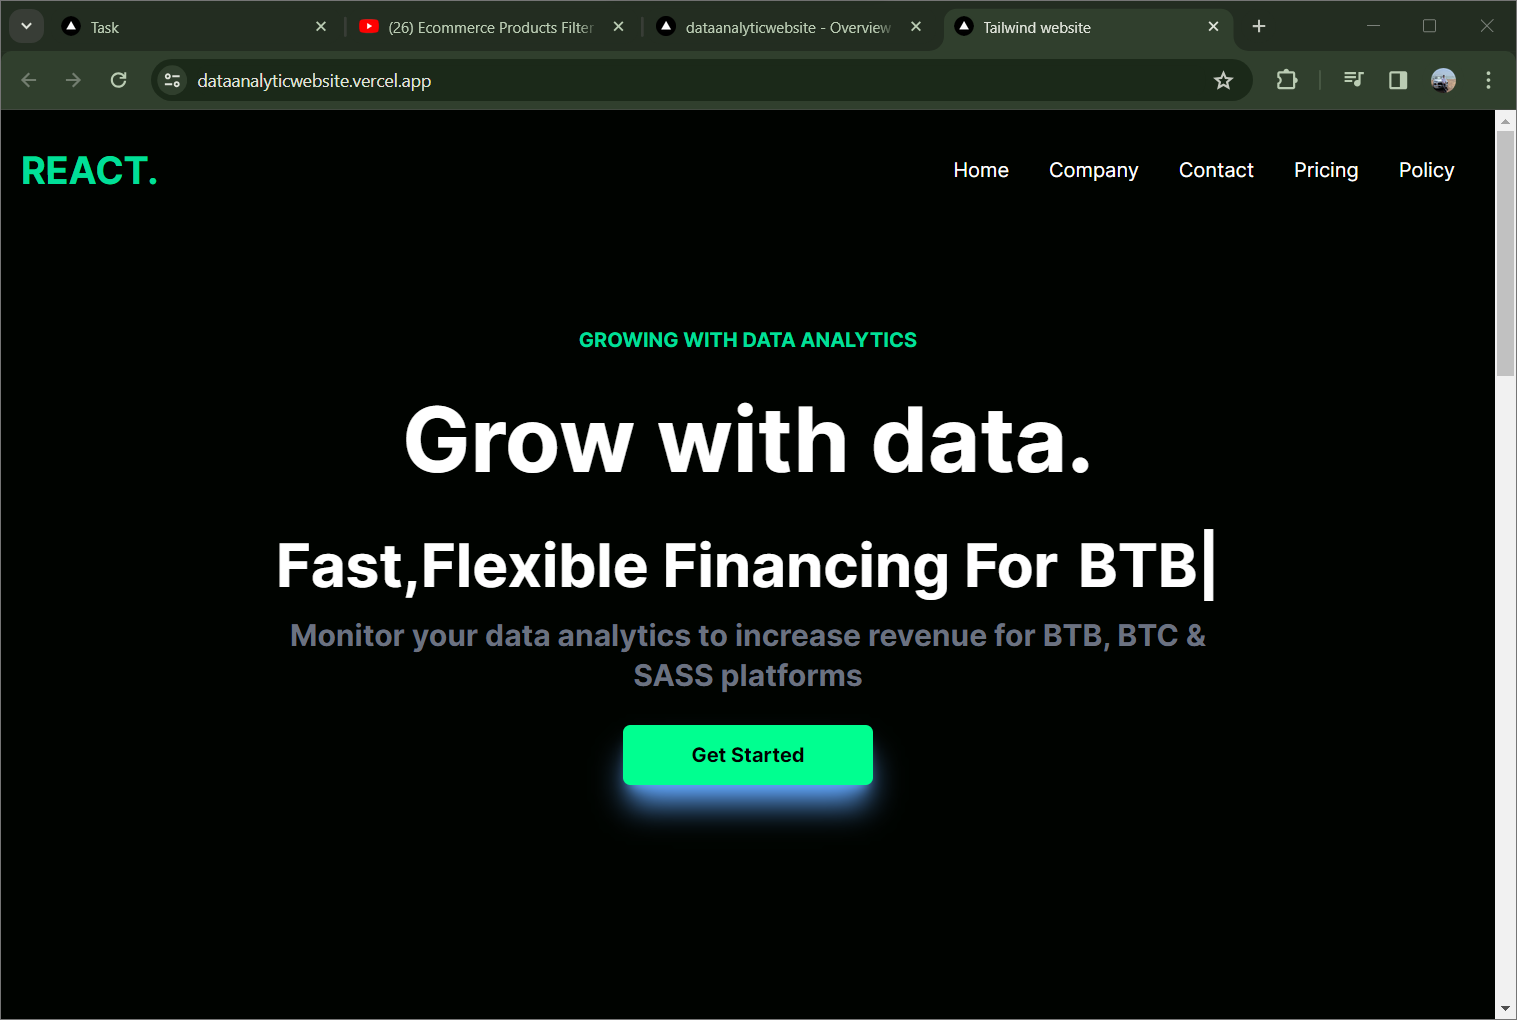 Task
(26) Ecommerce Products Filter
dataanalyticwebsite - Overview
Tailwind website
dataanalyticwebsite.vercel.app
REACT.
Home Company Contact Pricing Policy
GROWING WITH DATA ANALYTICS
Grow with data.
Fast,Flexible Financing For BTB|
Monitor your data analytics to increase revenue for BTB, BTC &
SASS platforms
Get Started